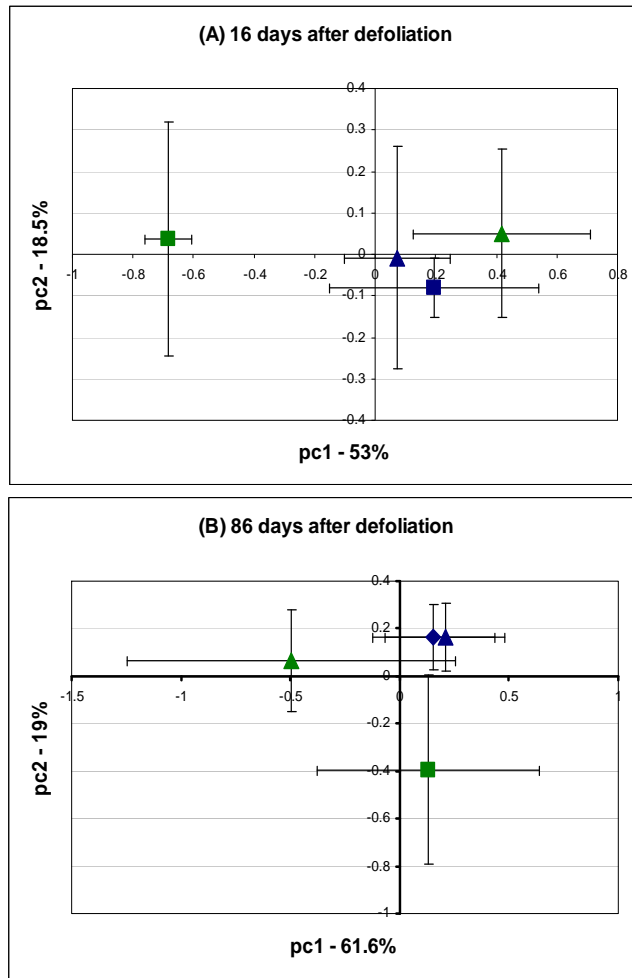 (A) 16 days after defoliation
0.4
0.3
0.2
0.1
0
-0.1
-0.2
-0.3
-0.4
-1 -0.8 -0.6 -0.4 -0.2 0 0.2 0.4 0.6 0.8
pc2 - 18.5%
pc1 - 53%
(B) 86 days after defoliation
0.4
0.2
0
-0.2
-0.4
-0.6
-0.8
-1
-1.5 -1 -0.5 0 0.5 1
pc2 - 19%
pc1 - 61.6%